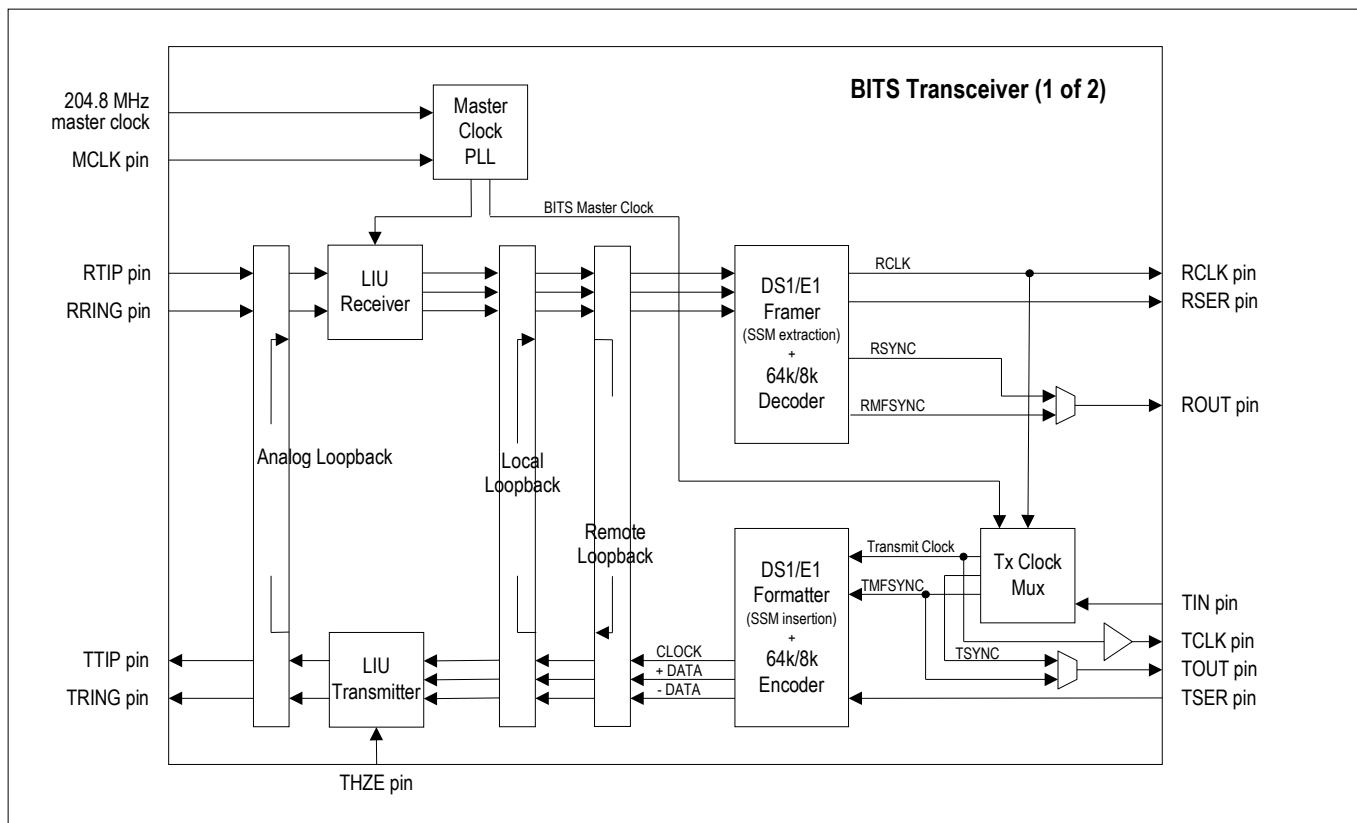 BITS Transceiver (1 of 2)
204.8 MHz
master clock
MCLK pin
Master
Clock
PLL
BITS Master Clock
RTIP pin
RRING pin
LIU
Receiver
DS1/E1
Framer
(SSM extraction)
+
64k/8k
Decoder
RCLK
RSYNC
RMFSYNC
RCLK pin
RSER pin
ROUT pin
Analog Loopback
Local
Loopback
Remote
Loopback
DS1/E1
Formatter
(SSM insertion)
+
64k/8k
Encoder
Transmit Clock
TMFSYNC
TSYNC
Tx Clock
Mux
TIN pin
TCLK pin
TOUT pin
TSER pin
CLOCK
+ DATA
- DATA
LIU
Transmitter
TTIP pin
TRING pin
THZE pin